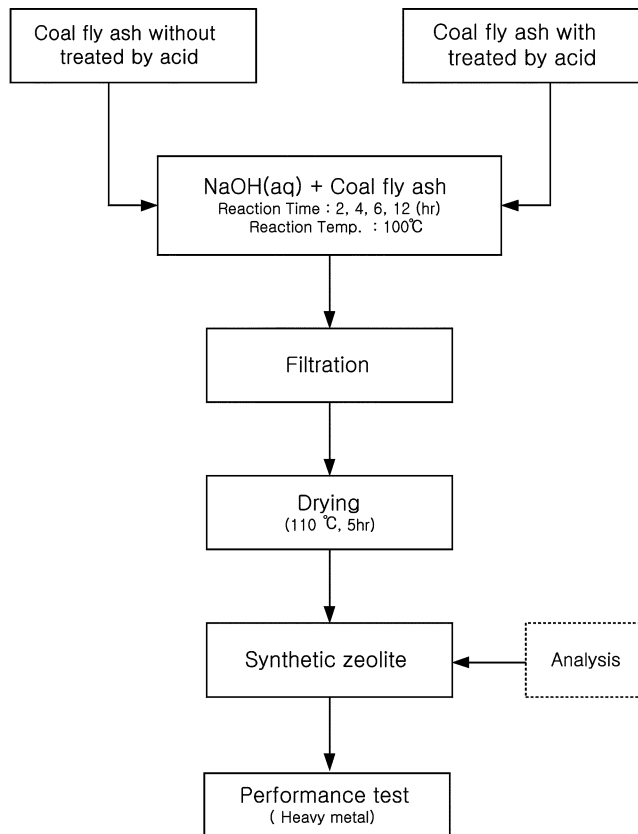 Coal fly ash without
treated by acid
Coal fly ash with
treated by acid
NaOH(aq) + Coal fly ash
Reaction Time : 2, 4, 6, 12 (hr)
Reaction Temp. : 100℃
Filtration
Drying
(110 ℃, 5hr)
Synthetic zeolite
Analysis
Performance test
( Heavy metal)